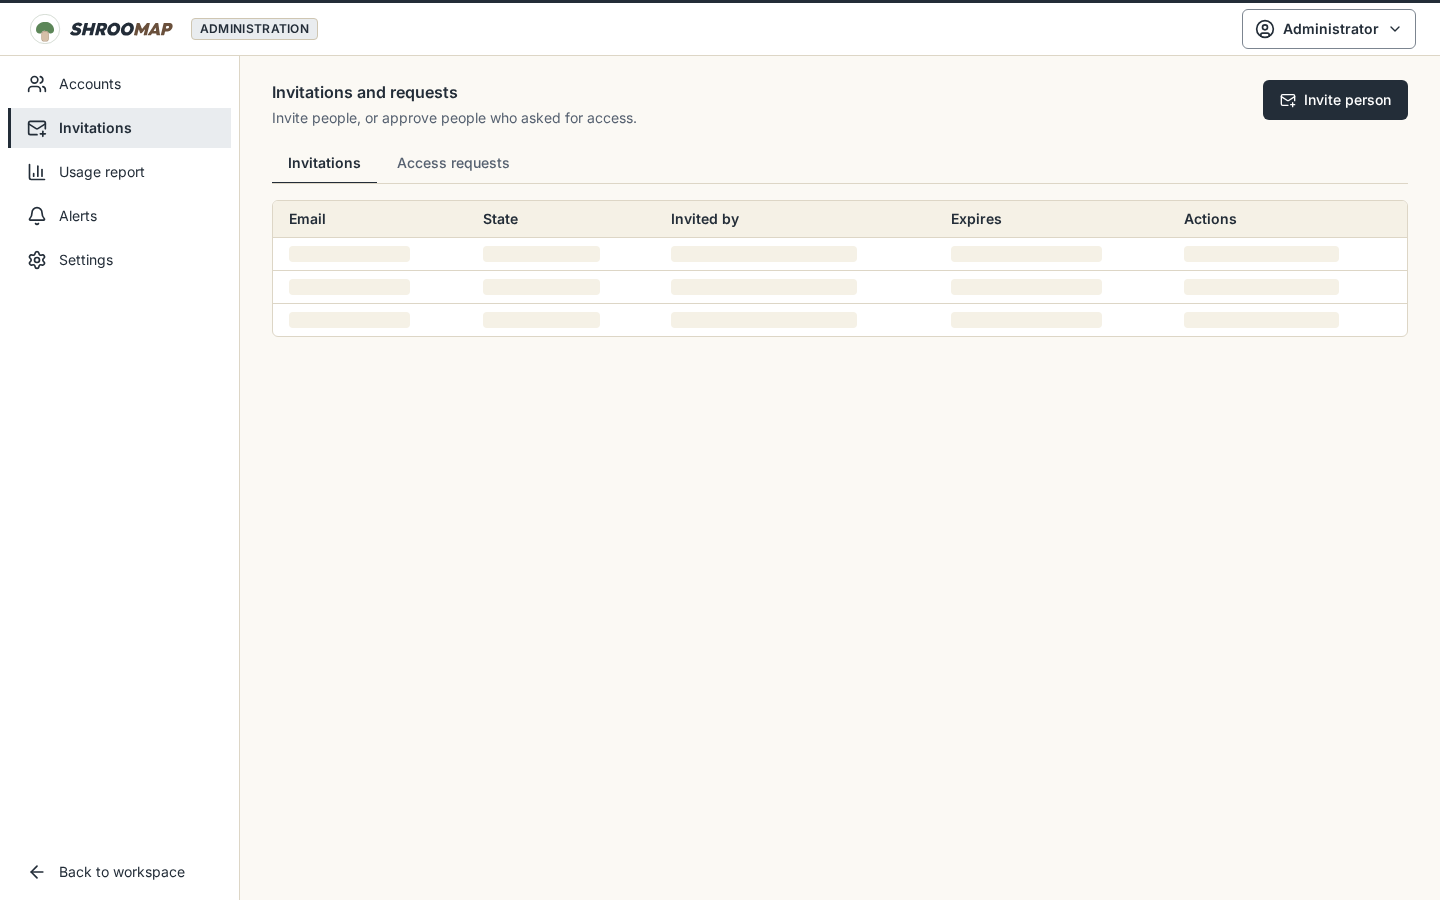 SHROOMAP
ADMINISTRATION
Administrator
Accounts
Invitations
Usage report
Alerts
Settings
Back to workspace
Invitations and requests
Invite people, or approve people who asked for access.
Invite person
Invitations
Access requests
Email
State
Invited by
Expires
Actions